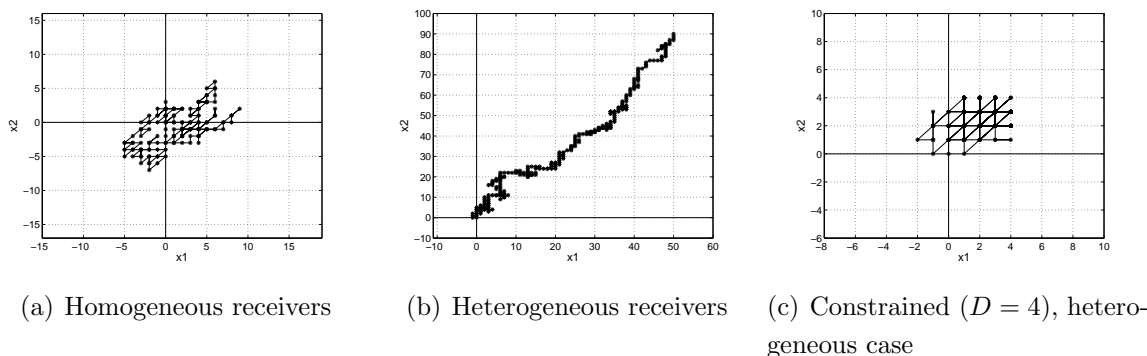 15
10
5
0
−5
−10
−15
−15 −10 −5 0 5 10 15
x1
x2
100
90
80
70
60
50
40
30
20
10
0
−10
−10 0 10 20 30 40 50 60
x1
x2
10
8
6
4
2
0
−2
−4
−6
−8 −6 −4 −2 0 2 4 6 8 10
x1
x2
(a) Homogeneous receivers
(b) Heterogeneous receivers
(c) Constrained (D = 4), hetero-
geneous case